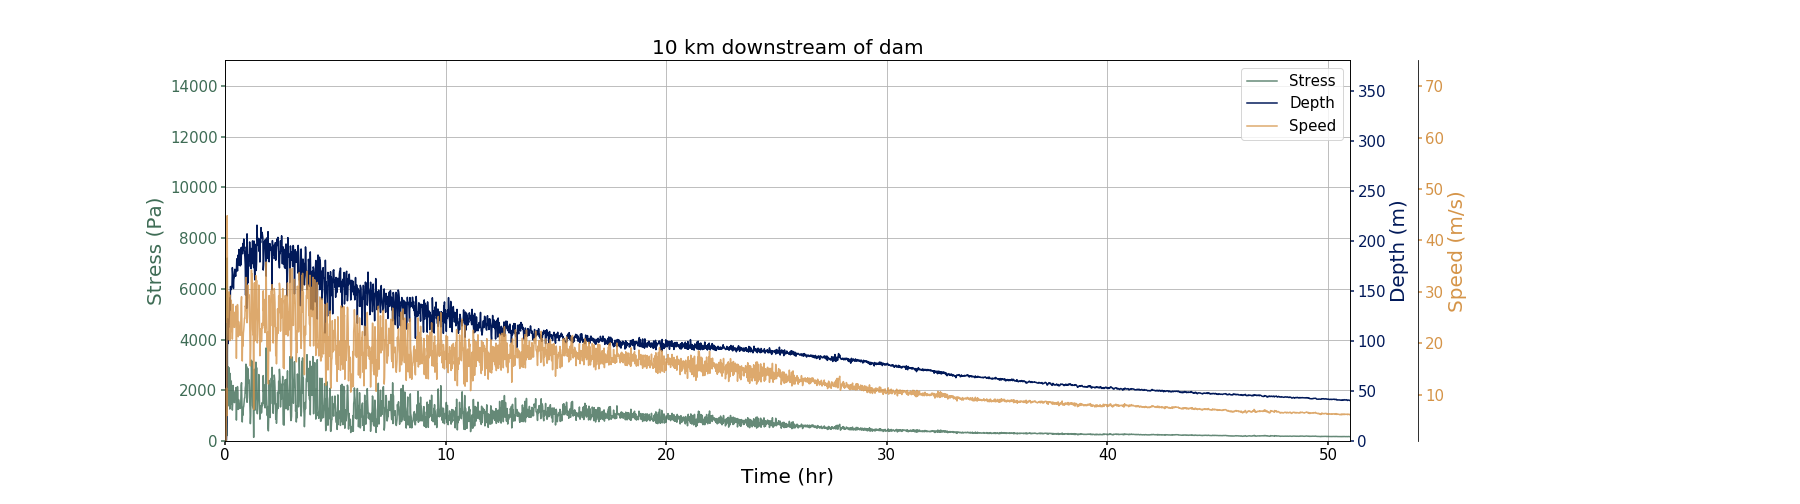 10 km downstream of dam
Stress
Depth
Speed
14000
12000
10000
8000
6000
4000
2000
0
Stress (Pa)
350
300
250
200
150
100
50
0
Depth (m)
70
60
50
40
30
20
10
Speed (m/s)
0 10 20 30 40 50
Time (hr)